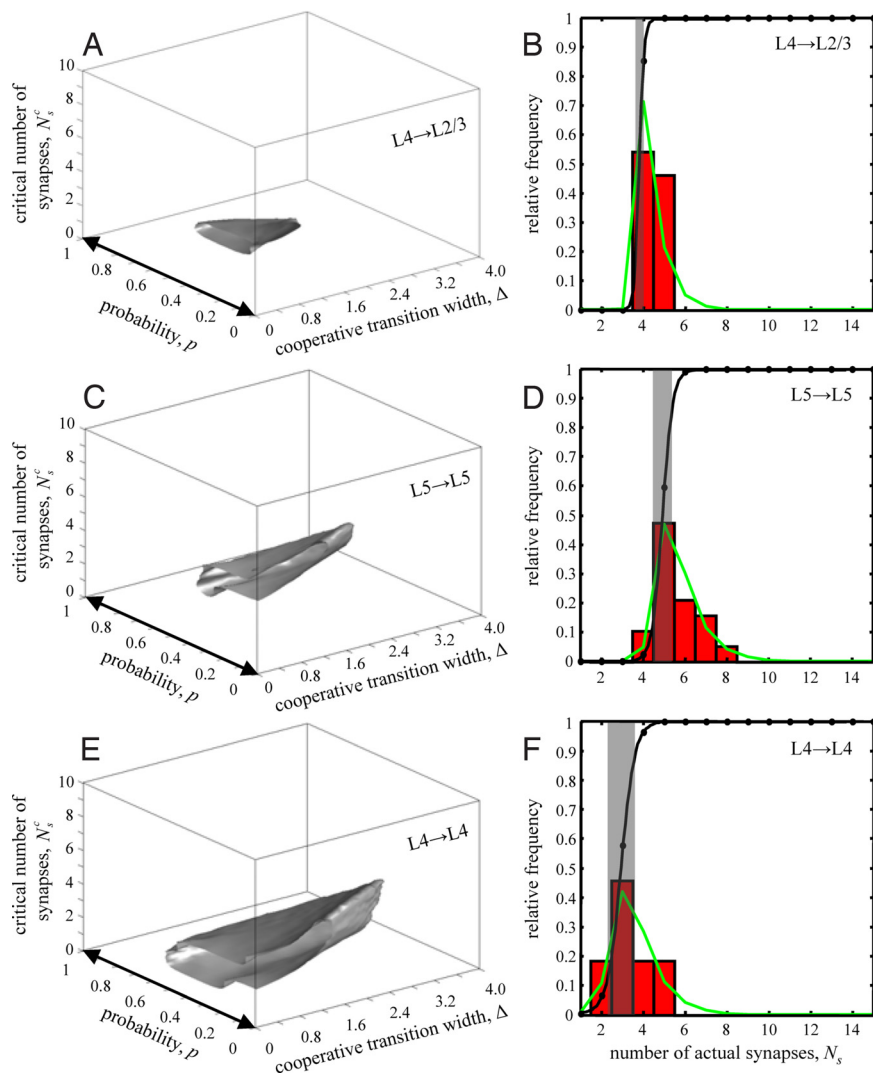 A
critical number of
synapses, N_s^c
10
8
6
4
2
0
1
0.8
0.6
0.4
0.2
0
probability, p
0
0.8
1.6
2.4
3.2
4.0
cooperative transition width, Δ
L4→L2/3
B
relative frequency
1
0.9
0.8
0.7
0.6
0.5
0.4
0.3
0.2
0.1
0
2 4 6 8 10 12 14
L4→L2/3
C
critical number of
synapses, N_s^c
10
8
6
4
2
0
1
0.8
0.6
0.4
0.2
0
probability, p
0
0.8
1.6
2.4
3.2
4.0
cooperative transition width, Δ
L5→L5
D
relative frequency
1
0.9
0.8
0.7
0.6
0.5
0.4
0.3
0.2
0.1
0
2 4 6 8 10 12 14
L5→L5
E
critical number of
synapses, N_s^c
10
8
6
4
2
0
1
0.8
0.6
0.4
0.2
0
probability, p
0
0.8
1.6
2.4
3.2
4.0
cooperative transition width, Δ
L4→L4
F
relative frequency
1
0.9
0.8
0.7
0.6
0.5
0.4
0.3
0.2
0.1
0
2 4 6 8 10 12 14
L4→L4
number of actual synapses, N_s